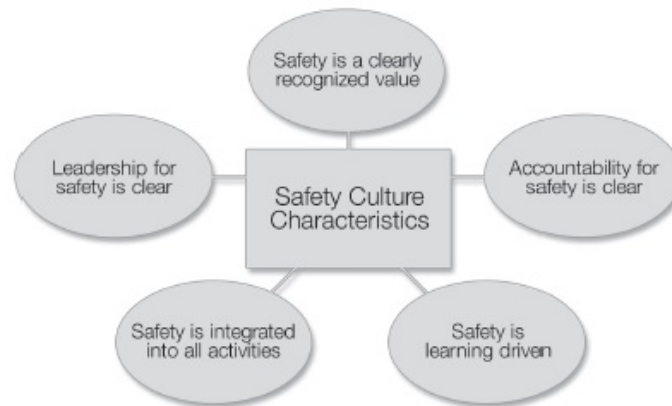 Safety is a clearly
recognized value
Leadership for
safety is clear
Accountability for
safety is clear
Safety Culture
Characteristics
Safety is integrated
into all activities
Safety is
learning driven